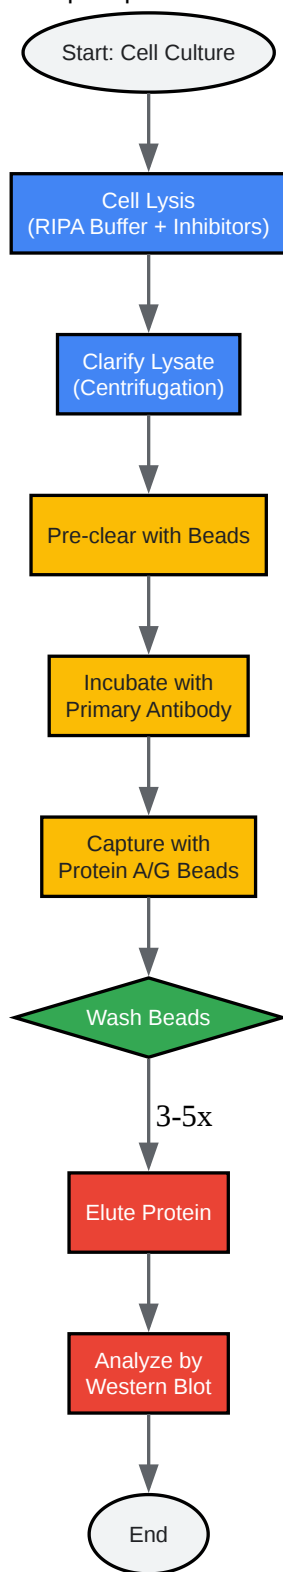 Start: Cell Culture
Cell Lysis
(RIPA Buffer + Inhibitors)
Clarify Lysate
(Centrifugation)
Pre-clear with Beads
Incubate with
Primary Antibody
Capture with
Protein A/G Beads
Wash Beads
3-5x
Elute Protein
Analyze by
Western Blot
End